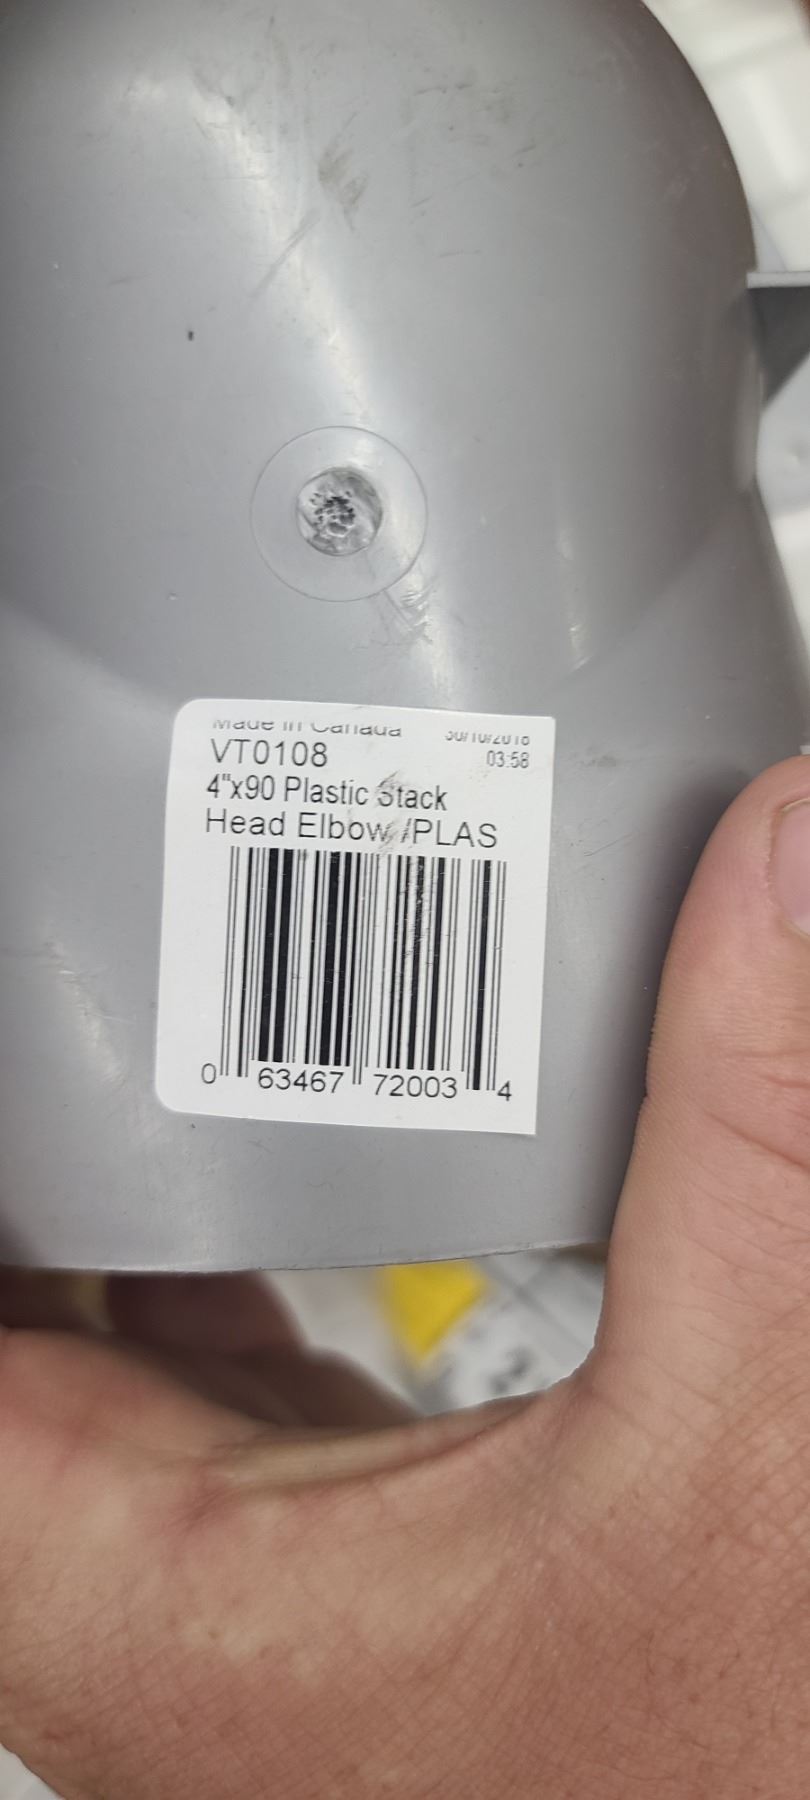 Made in Canada 30/10/2018
VT0108 03:58
4"x90 Plastic Stack
Head Elbow /PLAS
0 63467 72003 4